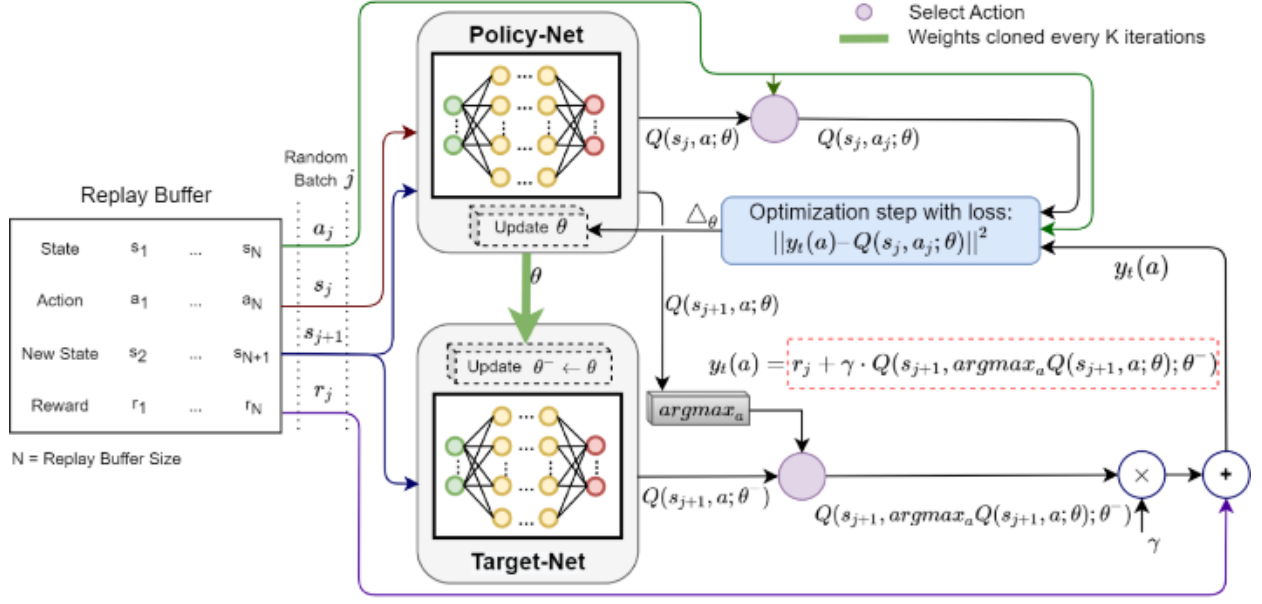 Select Action
Weights cloned every K iterations
Policy-Net
... ...
... ...
Q(s_j, a; θ)
Q(s_j, a_j; θ)
Random
Batch j
Replay Buffer
State s_1 ... s_N
Action a_1 ... a_N
New State s_2 ... s_{N+1}
Reward r_1 ... r_N
N = Replay Buffer Size
a_j
s_j
s_{j+1}
r_j
Update θ
△_θ
Optimization step with loss:
||y_t(a)–Q(s_j, a_j; θ)||^2
y_t(a)
θ
Q(s_{j+1}, a; θ)
Update θ^− ← θ
y_t(a) = r_j + γ · Q(s_{j+1}, argmax_a Q(s_{j+1}, a; θ); θ^−)
argmax_a
... ...
... ...
Q(s_{j+1}, a; θ^−)
Q(s_{j+1}, argmax_a Q(s_{j+1}, a; θ); θ^−)
×
+
γ
Target-Net